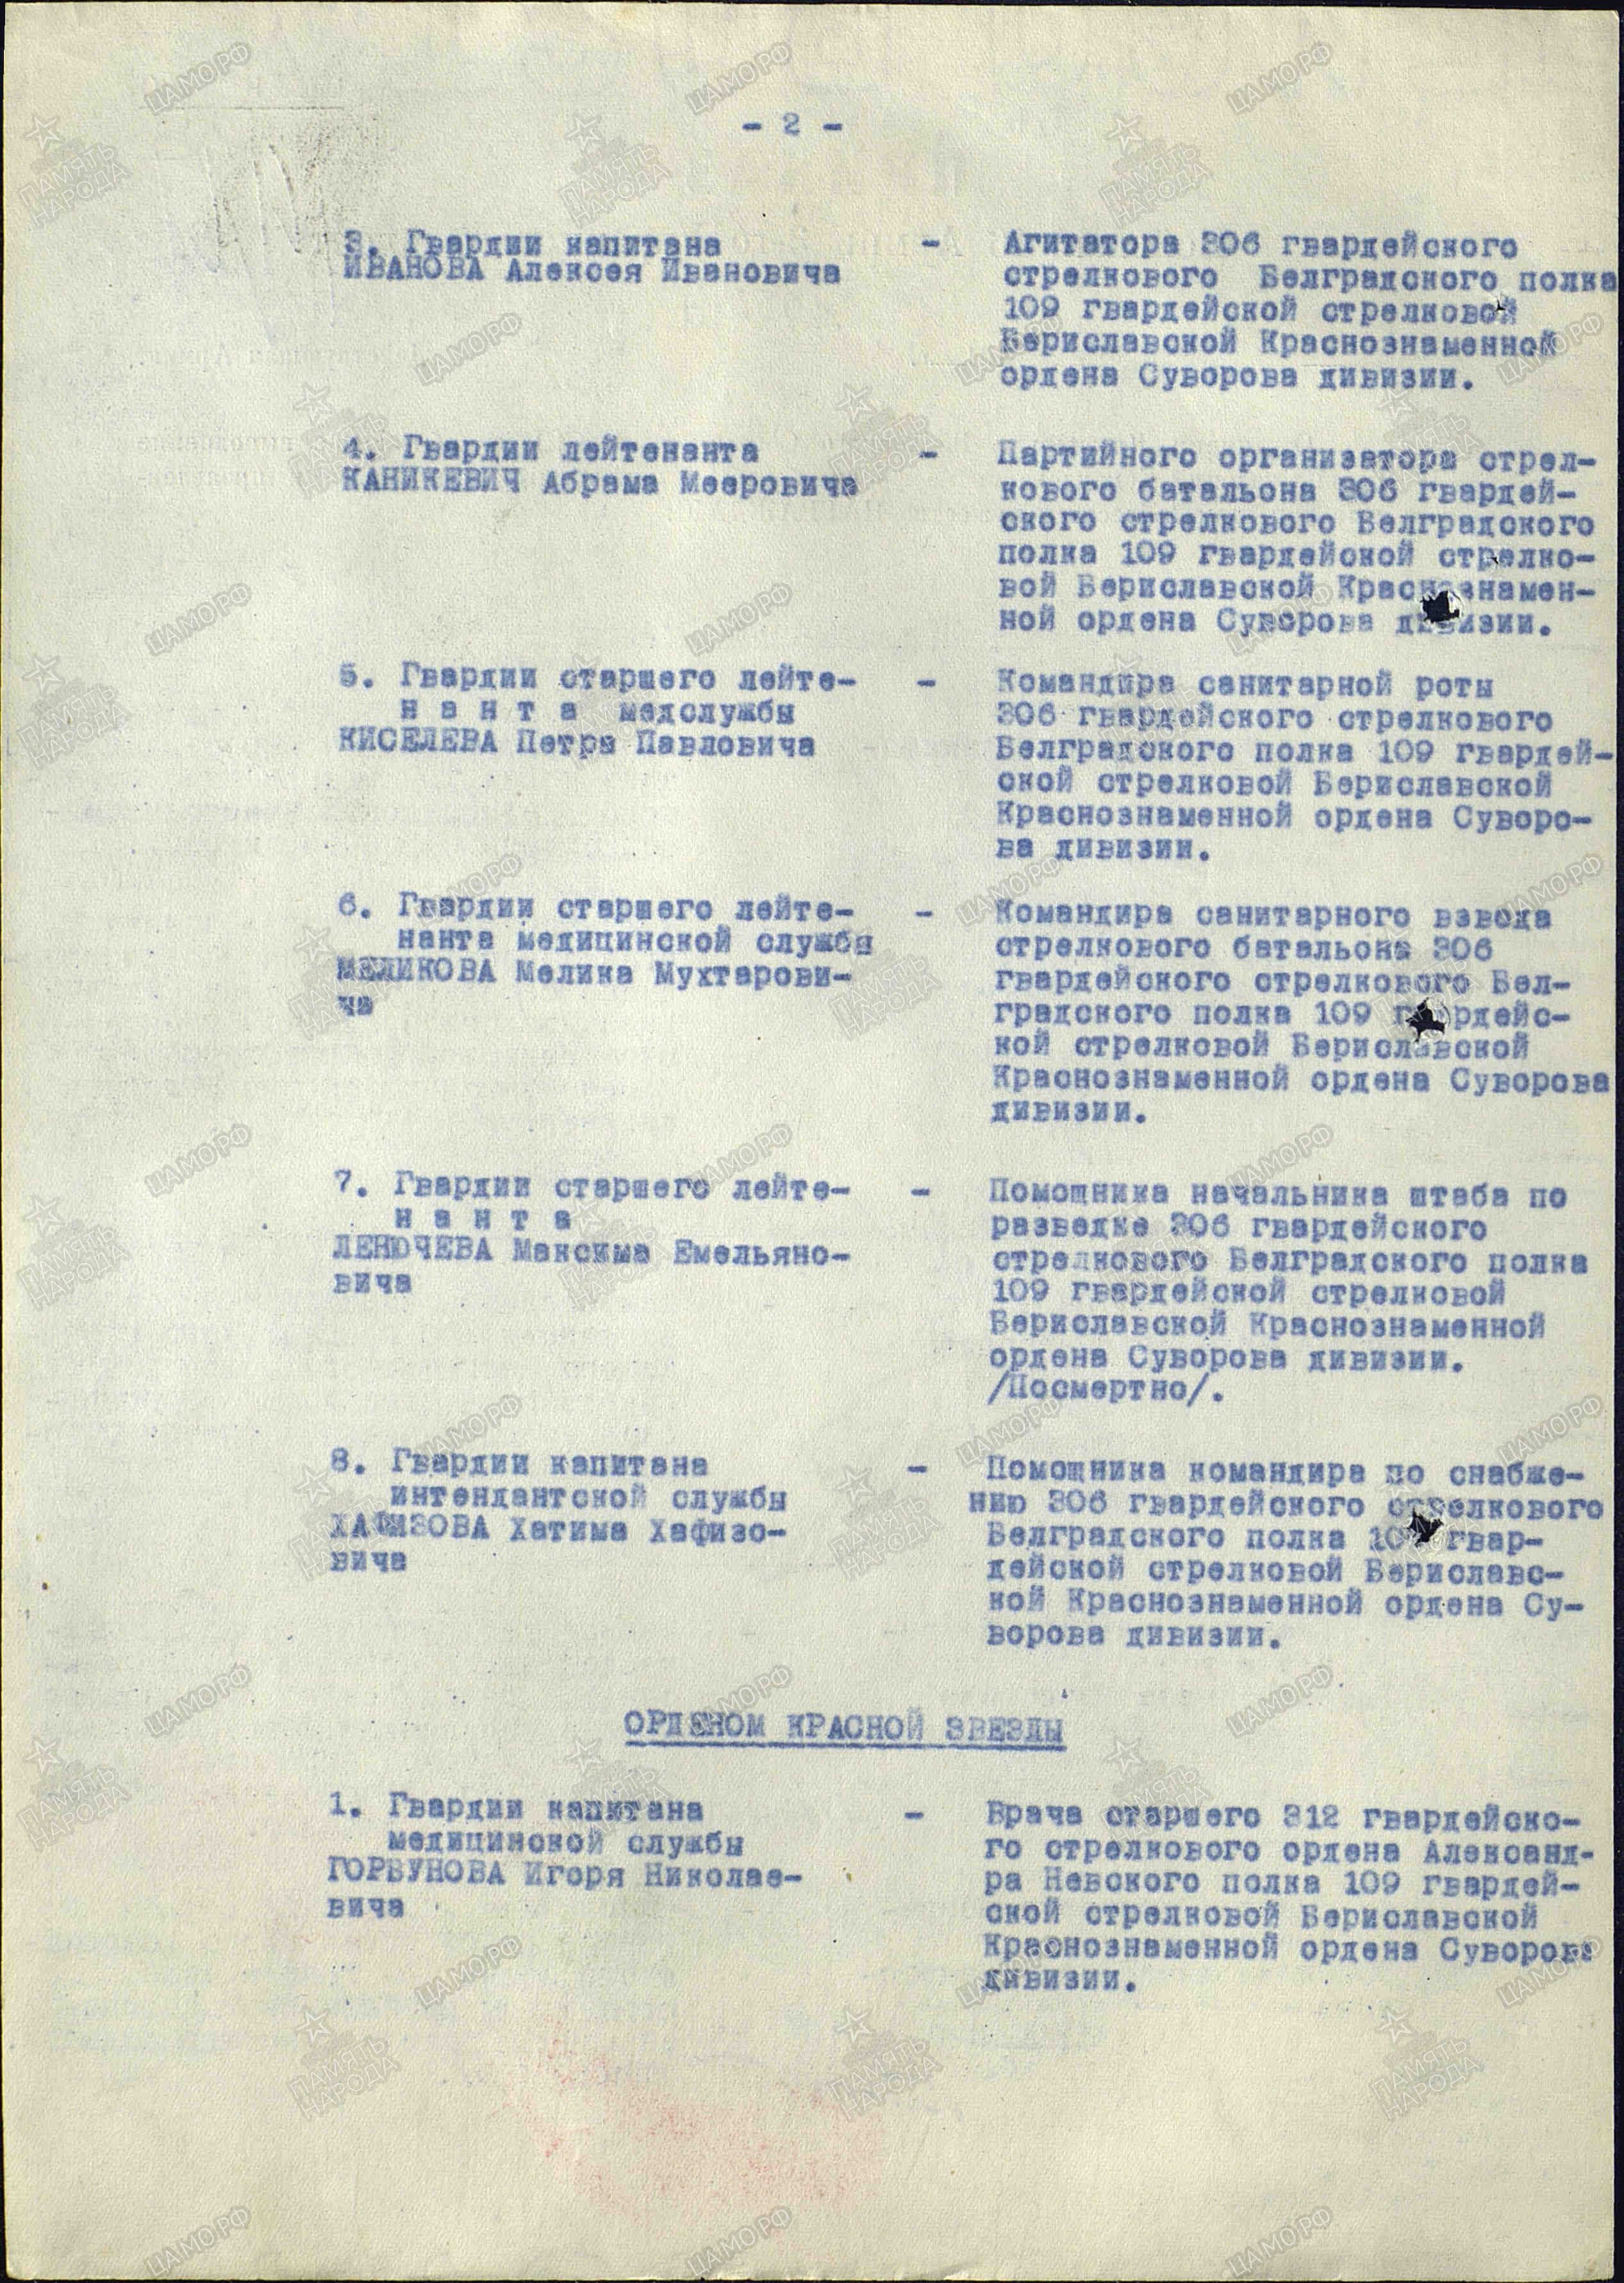 - 2 -
3. Гвардии капитана
ИВАНОВА Алексея Ивановича
-
Агитатора 306 гвардейского
стрелкового Белградского полка
109 гвардейской стрелковой
Бериславской Краснознаменной
ордена Суворова дивизии.
4. Гвардии лейтенанта
КАНИКЕВИЧ Абрама Мееровича
-
Партийного организатора стрел-
кового батальона 306 гвардей-
ского стрелкового Белградского
полка 109 гвардейской стрелко-
вой Бериславской Краснознамен-
ной ордена Суворова дивизии.
5. Гвардии старшего лейте-
н а н т а медслужбы
КИСЕЛЕВА Петра Павловича
-
Командира санитарной роты
306 гвардейского стрелкового
Белградского полка 109 гвардей-
ской стрелковой Бериславской
Краснознаменной ордена Суворо-
ва дивизии.
6. Гвардии старшего лейте-
нанта медицинской службы
МЕЛИКОВА Мелика Мухтарови-
ча
-
Командира санитарного взвода
стрелкового батальона 306
гвардейского стрелкового Бел-
градского полка 109 гвардейс-
кой стрелковой Бериславской
Краснознаменной ордена Суворова
дивизии.
7. Гвардии старшего лейте-
н а н т а
ЛЕНЮЧЕВА Максима Емельяно-
вича
-
Помощника начальника штаба по
разведке 306 гвардейского
стрелкового Белградского полка
109 гвардейской стрелковой
Бериславской Краснознаменной
ордена Суворова дивизии.
/Посмертно/.
8. Гвардии капитана
интендантской службы
ХАФИЗОВА Хатима Хафизо-
вича
-
Помощника командира по снабже-
нию 306 гвардейского стрелкового
Белградского полка 109 гвар-
дейской стрелковой Бериславс-
кой Краснознаменной ордена Су-
ворова дивизии.
ОРДЕНОМ КРАСНОЙ ЗВЕЗДЫ
1. Гвардии капитана
медицинской службы
ГОРБУНОВА Игоря Николае-
вича
-
Врача старшего 312 гвардейско-
го стрелкового ордена Александ-
ра Невского полка 109 гвардей-
ской стрелковой Бериславской
Краснознаменной ордена Суворова
дивизии.